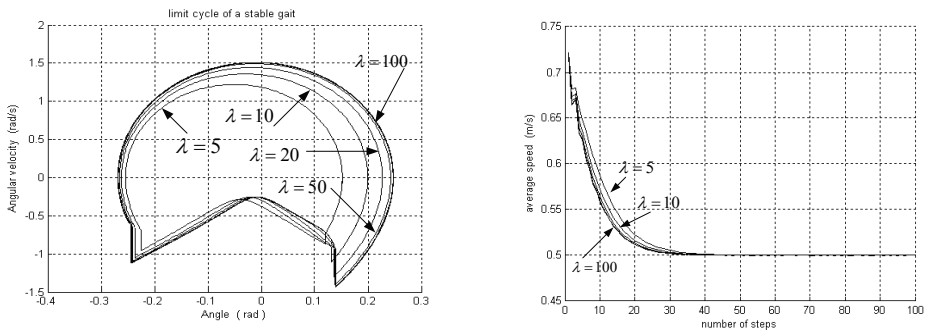 limit cycle of a stable gait
2
1.5
1
0.5
0
-0.5
-1
-1.5
-0.4
-0.3
-0.2
-0.1
0
0.1
0.2
0.3
Angle ( rad )
Angular velocity (rad/s)
λ = 100
λ = 10
λ = 5
λ = 20
λ = 50
0.75
0.7
0.65
0.6
0.55
0.5
0.45
0
10
20
30
40
50
60
70
80
90
100
number of steps
average speed (m/s)
λ = 5
λ = 10
λ = 100